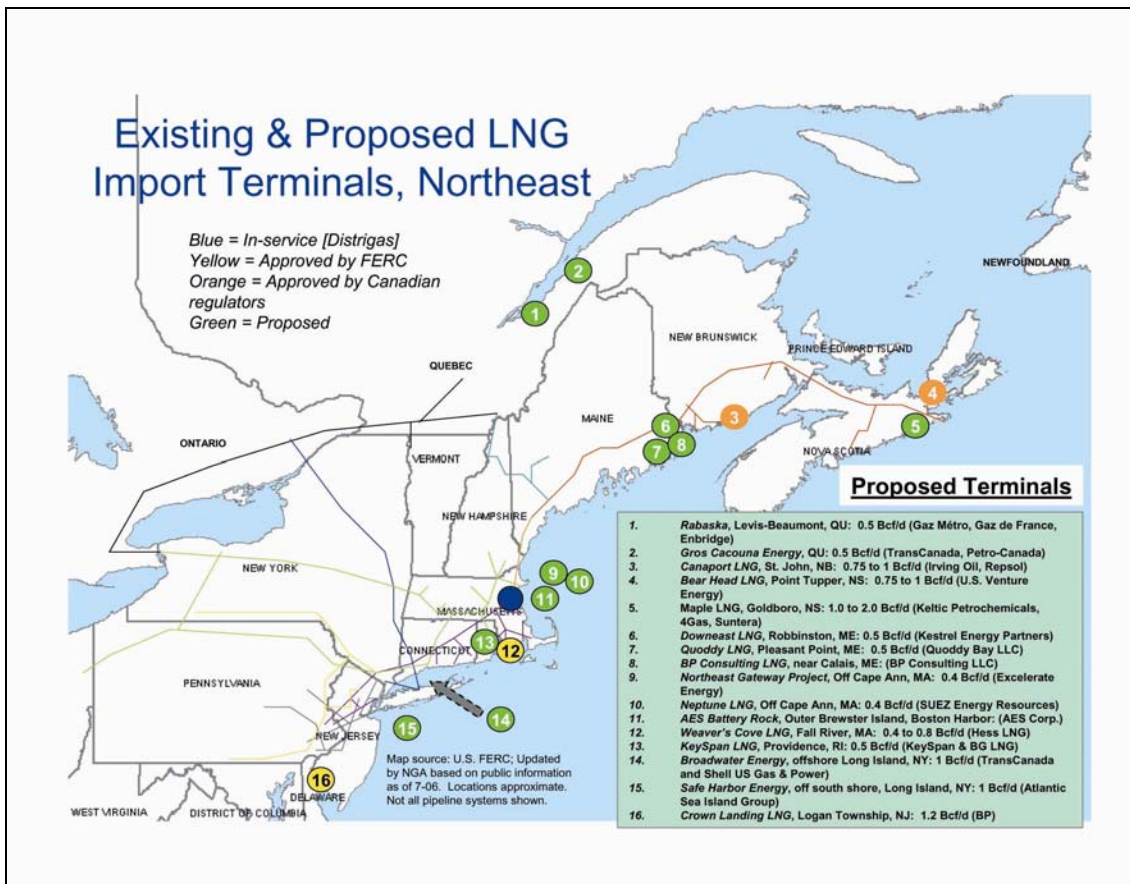 Existing & Proposed LNG
Import Terminals, Northeast
Blue = In-service [Distrigas]
Yellow = Approved by FERC
Orange = Approved by Canadian
regulators
Green = Proposed
2
1
NEWFOUNDLAND
NEW BRUNSWICK
PRINCE EDWARD ISLAND
QUEBEC
4
3
MAINE
6
5
ONTARIO
8
7
VERMONT
NOVA SCOTIA
NEW HAMPSHIRE
NEW YORK
9
10
11
MASSACHUSETTS
13
12
CONNECTICUT
PENNSYLVANIA
14
15
NEW JERSEY
16
DELAWARE
WEST VIRGINIA
DISTRICT OF COLUMBIA
Map source: U.S. FERC; Updated
by NGA based on public information
as of 7-06. Locations approximate.
Not all pipeline systems shown.
Proposed Terminals
1. Rabaska, Levis-Beaumont, QU: 0.5 Bcf/d (Gaz Métro, Gaz de France,
Enbridge)
2. Gros Cacouna Energy, QU: 0.5 Bcf/d (TransCanada, Petro-Canada)
3. Canaport LNG, St. John, NB: 0.75 to 1 Bcf/d (Irving Oil, Repsol)
4. Bear Head LNG, Point Tupper, NS: 0.75 to 1 Bcf/d (U.S. Venture
Energy)
5. Maple LNG, Goldboro, NS: 1.0 to 2.0 Bcf/d (Keltic Petrochemicals,
4Gas, Suntera)
6. Downeast LNG, Robbinston, ME: 0.5 Bcf/d (Kestrel Energy Partners)
7. Quoddy LNG, Pleasant Point, ME: 0.5 Bcf/d (Quoddy Bay LLC)
8. BP Consulting LNG, near Calais, ME: (BP Consulting LLC)
9. Northeast Gateway Project, Off Cape Ann, MA: 0.4 Bcf/d (Excelerate
Energy)
10. Neptune LNG, Off Cape Ann, MA: 0.4 Bcf/d (SUEZ Energy Resources)
11. AES Battery Rock, Outer Brewster Island, Boston Harbor: (AES Corp.)
12. Weaver's Cove LNG, Fall River, MA: 0.4 to 0.8 Bcf/d (Hess LNG)
13. KeySpan LNG, Providence, RI: 0.5 Bcf/d (KeySpan & BG LNG)
14. Broadwater Energy, offshore Long Island, NY: 1 Bcf/d (TransCanada
and Shell US Gas & Power)
15. Safe Harbor Energy, off south shore, Long Island, NY: 1 Bcf/d (Atlantic
Sea Island Group)
16. Crown Landing LNG, Logan Township, NJ: 1.2 Bcf/d (BP)